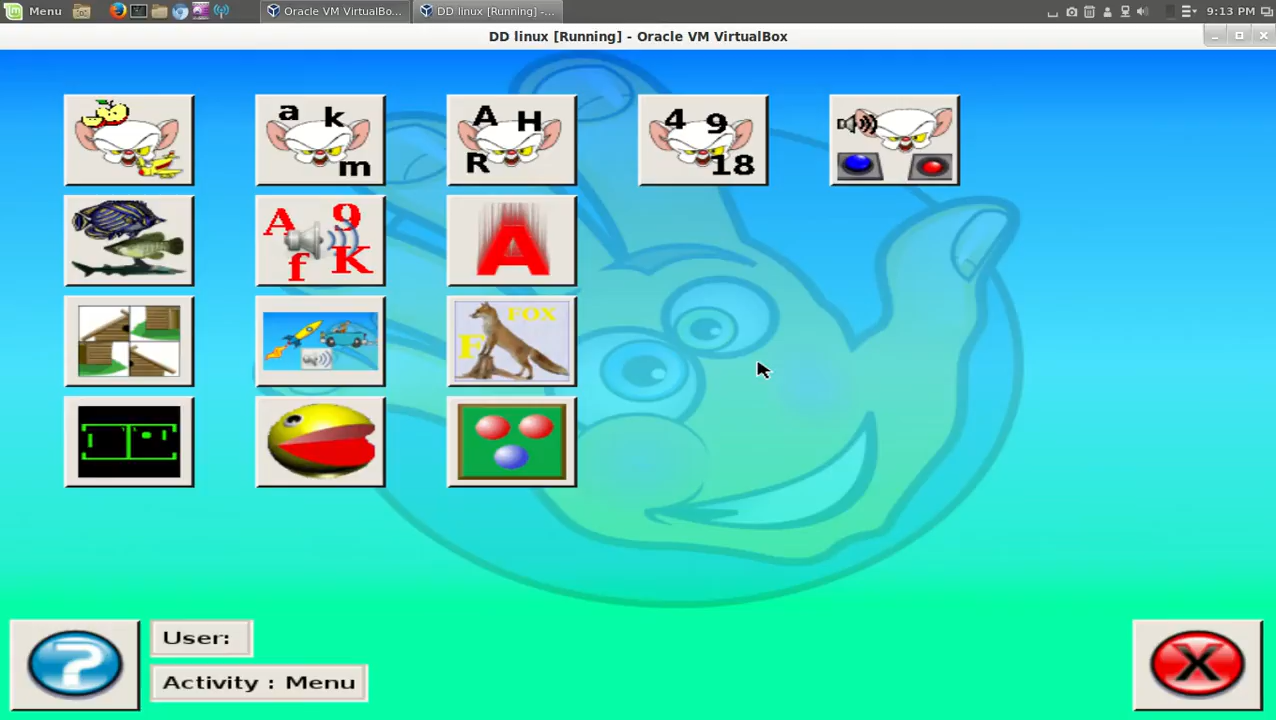 Menu
Oracle VM VirtualBo...
DD linux [Running] -...
9:13 PM
DD linux [Running] - Oracle VM VirtualBox
a k
m
A H
R
4 9
18
A 9
f K
A
FOX
F
User:
Activity : Menu
?
X